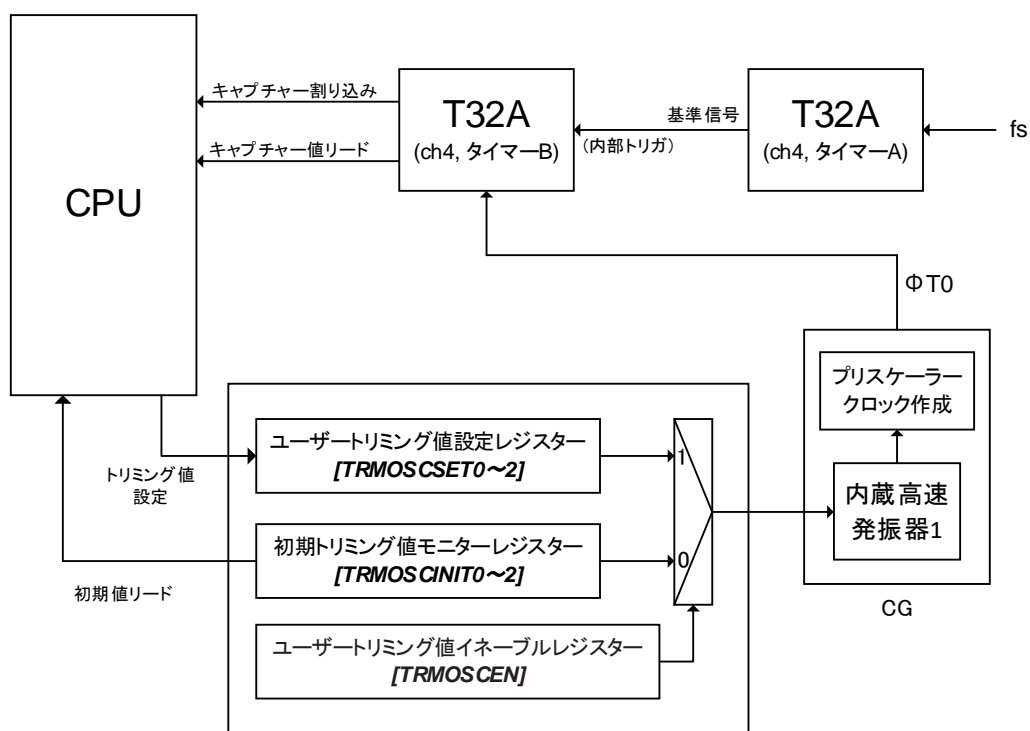 CPU
キャプチャー割り込み
キャプチャー値リード
T32A
(ch4, タイマーB)
基準信号
(内部トリガ)
T32A
(ch4, タイマーA)
fs
ΦT0
プリスケーラー
クロック作成
内蔵高速
発振器1
CG
トリミング値
設定
初期値リード
ユーザートリミング値設定レジスター
[TRMOSCSET0～2]
初期トリミング値モニターレジスター
[TRMOSCINIT0～2]
ユーザートリミング値イネーブルレジスター
[TRMOSCEN]
1
0